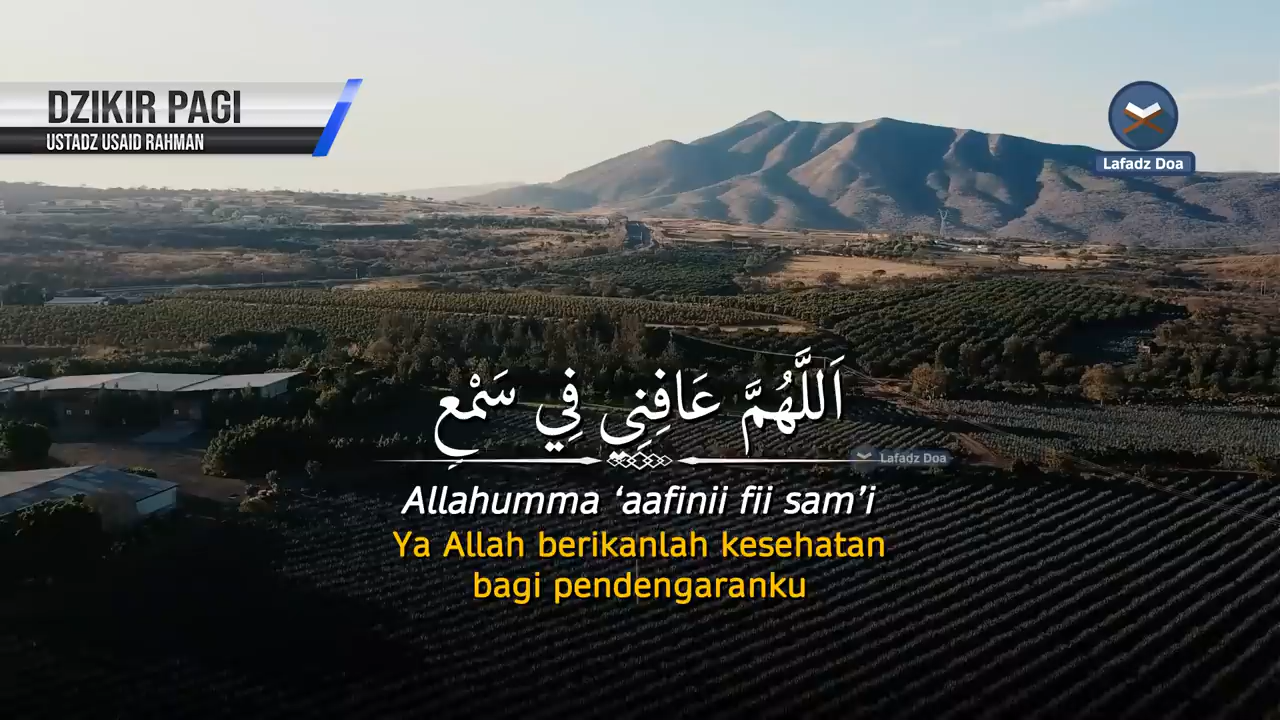 DZIKIR PAGI
USTADZ USAID RAHMAN
Lafadz Doa
اَللَّهُمَّ عَافِنِي فِي سَمْعِ
Lafadz Doa
Allahumma ‘aafinii fii sam’i
Ya Allah berikanlah kesehatan
bagi pendengaranku